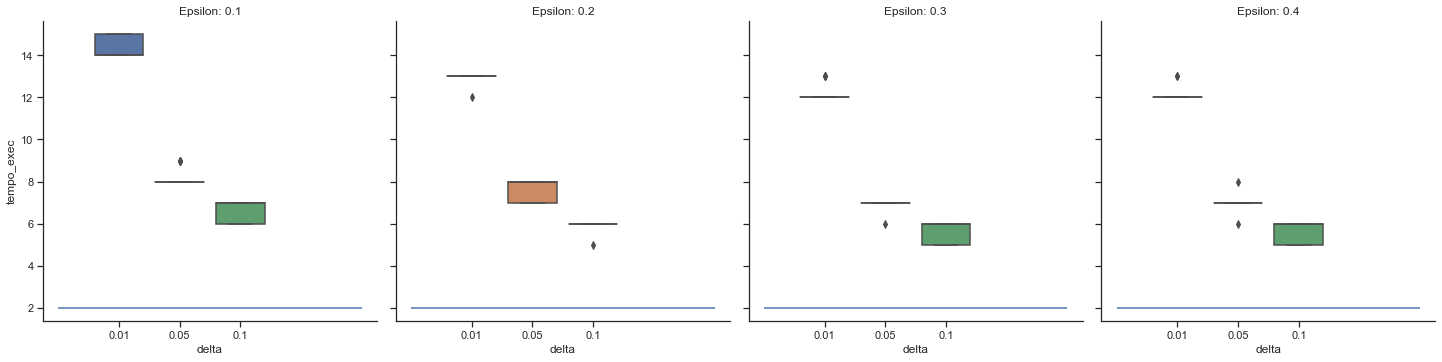 Epsilon: 0.1
Epsilon: 0.2
Epsilon: 0.3
Epsilon: 0.4
tempo_exec
14
12
10
8
6
4
2
0.01 0.05 0.1
0.01 0.05 0.1
0.01 0.05 0.1
0.01 0.05 0.1
delta
delta
delta
delta